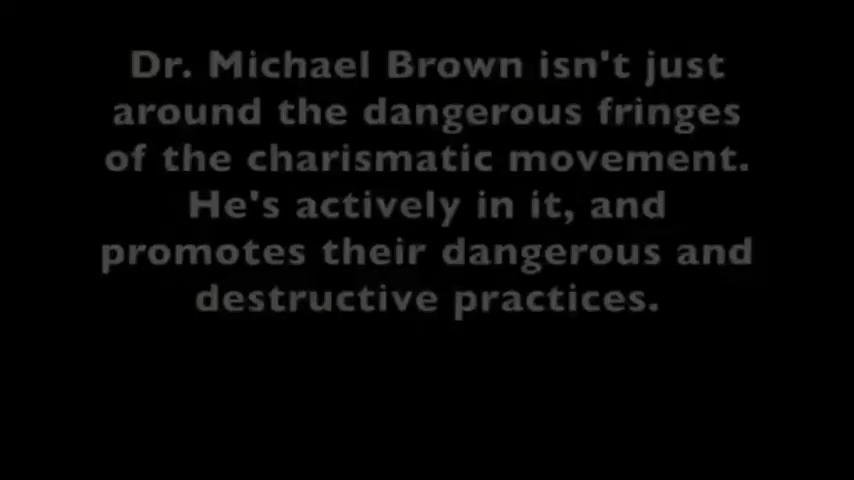 Dr. Michael Brown isn't just
around the dangerous fringes
of the charismatic movement.
He's actively in it, and
promotes their dangerous and
destructive practices.